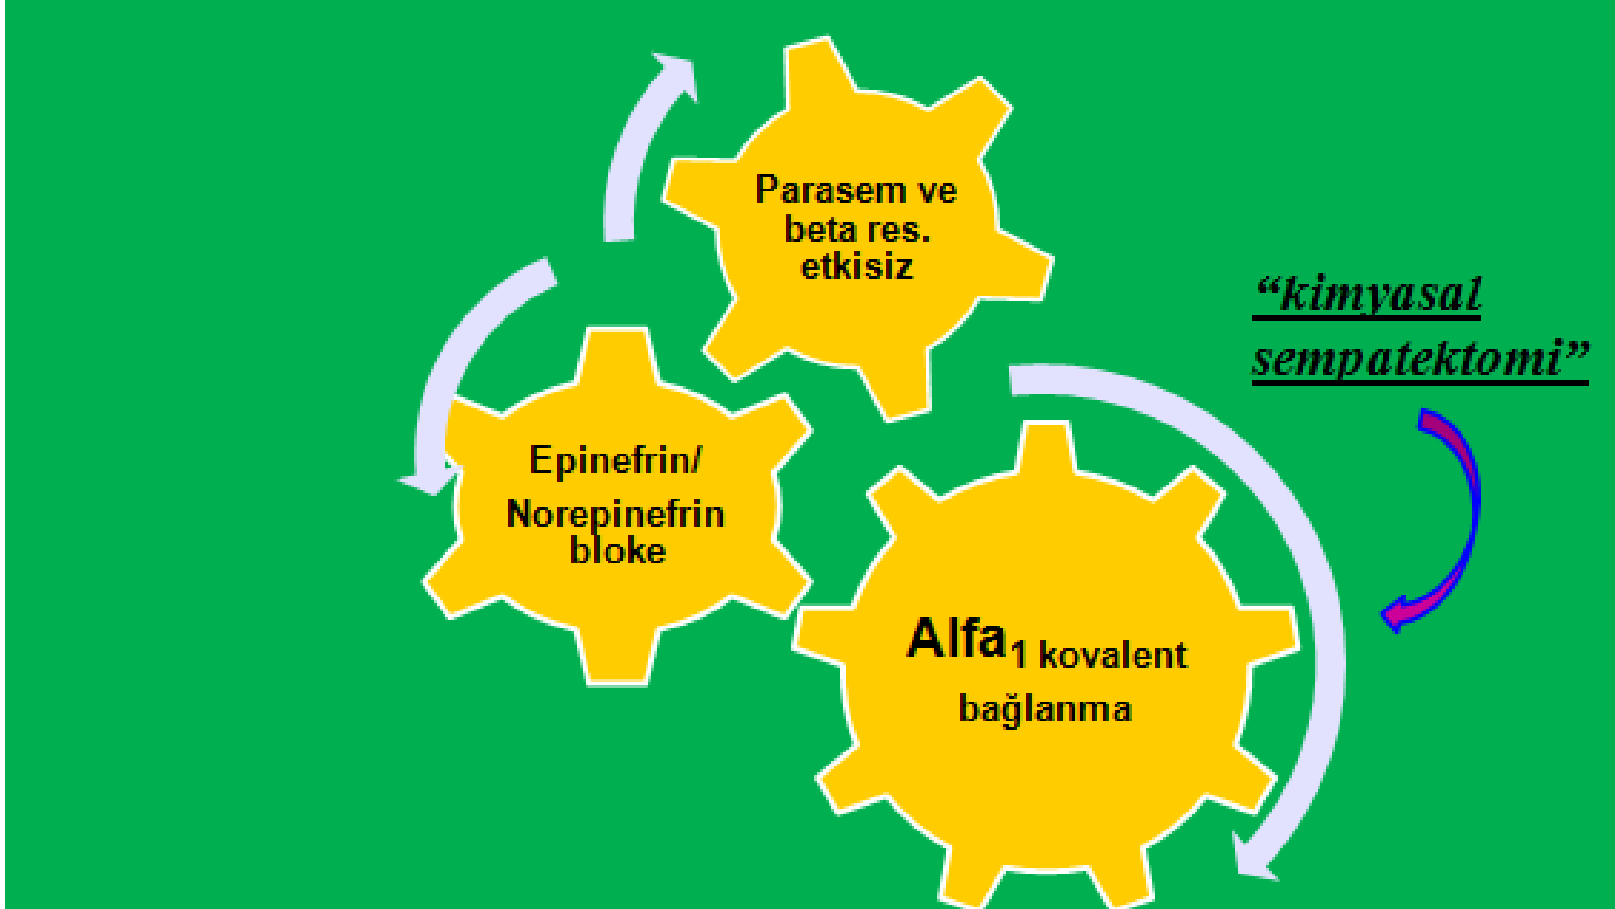 Parasem ve
beta res.
etkisiz
“kimyasal
sempatektomi”
Epinefrin/
Norepinefrin
bloke
Alfa1 kovalent
bağlanma